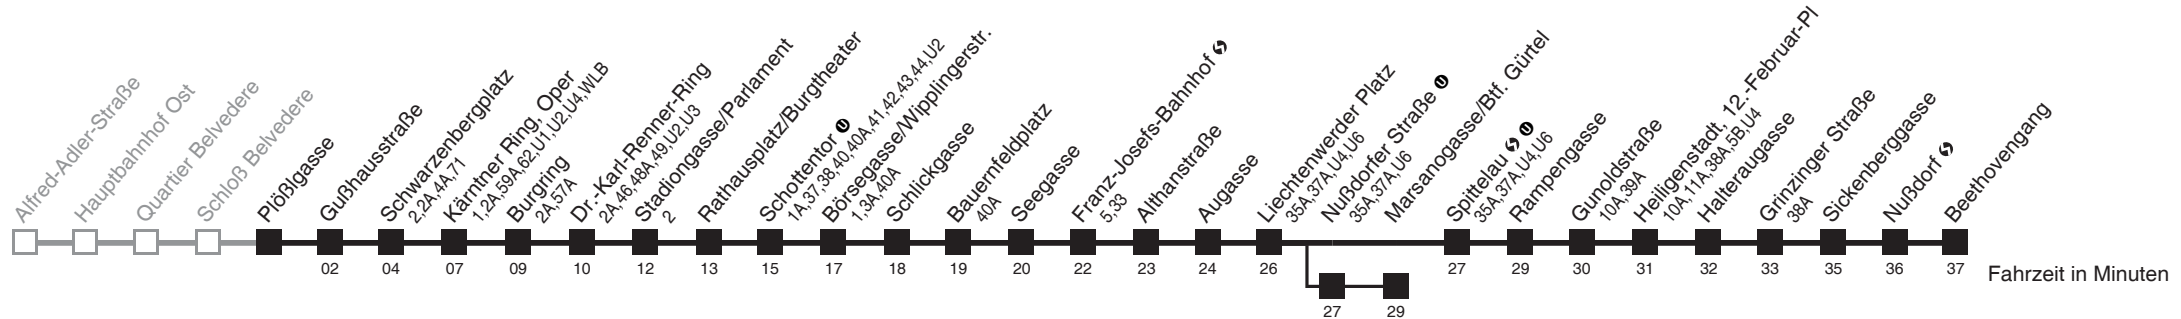 Alfred-Adler-Straße
Hauptbahnhof Ost
Quartier Belvedere
Schloß Belvedere
Plößlgasse
Gußhausstraße
Schwarzenbergplatz
2,2A,4A,71
Kärntner Ring, Oper
1,2A,59A,62,U1,U2,U4,WLB
Burgring
2A,57A
Dr.-Karl-Renner-Ring
2A,46,48A,49,U2,U3
Stadiongasse/Parlament
2
Rathausplatz/Burgtheater
Schottentor U
1A,37,38,40,40A,41,42,43,44,U2
Börsegasse/Wipplingerstr.
1,3A,40A
Schlickgasse
Bauernfeldplatz
40A
Seegasse
Franz-Josefs-Bahnhof S
5,33
Althanstraße
Augasse
Liechtenwerder Platz
35A,37A,U4,U6
Nußdorfer Straße U
35A,37A,U6
Marsanogasse/Btf. Gürtel
Spittelau S U
35A,37A,U4,U6
Rampengasse
Gunoldstraße
10A,39A
Heiligenstadt, 12.-Februar-Pl
10A,11A,38A,5B,U4
Halteraugasse
Grinzinger Straße
38A
Sickenberggasse
Nußdorf S
Beethovengang
02 04 07 09 10 12 13 15 17 18 19 20 22 23 24 26 27 29 30 31 32 33 35 36 37
Fahrzeit in Minuten
27 29